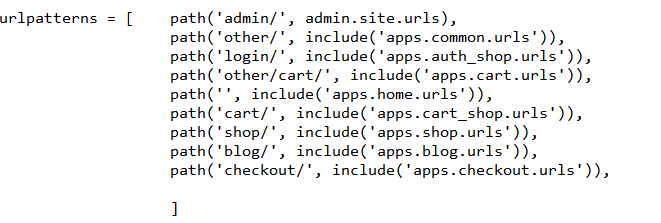 urlpatterns = [    path('admin/', admin.site.urls),
path('other/', include('apps.common.urls')),
path('login/', include('apps.auth_shop.urls')),
path('other/cart/', include('apps.cart.urls')),
path('', include('apps.home.urls')),
path('cart/', include('apps.cart_shop.urls')),
path('shop/', include('apps.shop.urls')),
path('blog/', include('apps.blog.urls')),
path('checkout/', include('apps.checkout.urls')),
]